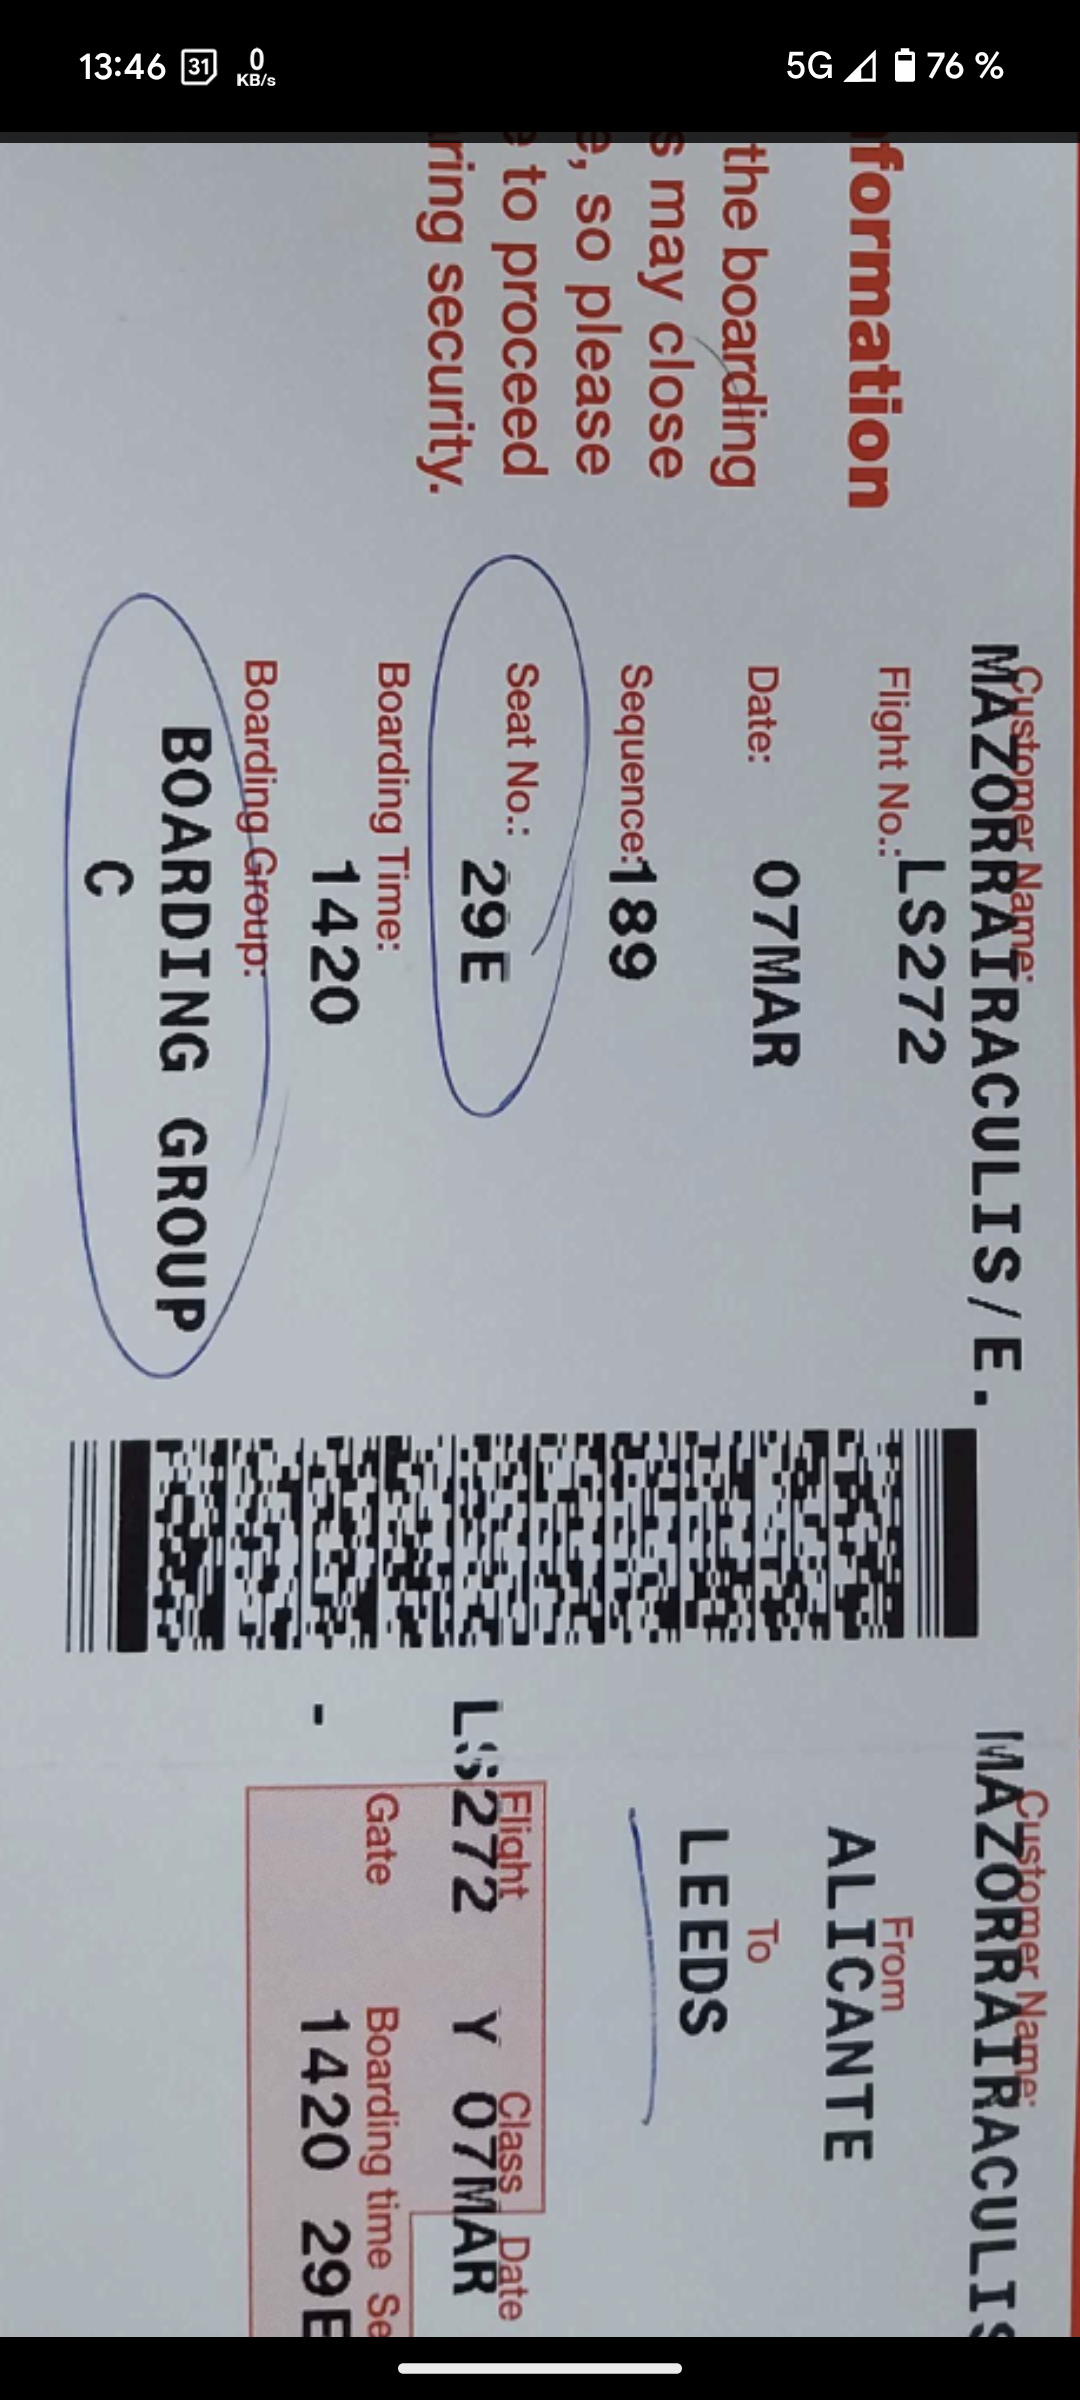 13:46 31 0 KB/s 5G 76 %
formation
the boarding
s may close
e, so please
e to proceed
ring security.
Customer Name:
MAZORRAIRACULIS/E.
Flight No.: LS272
Date: 07MAR
Sequence: 189
Seat No.: 29E
Boarding Time:
1420
Boarding Group:
BOARDING GROUP
C
Customer Name:
MAZORRAIRACULIS
From
ALICANTE
To
LEEDS
Flight Class Date
LS272 Y 07MAR
Gate Boarding time Se
- 1420 29E